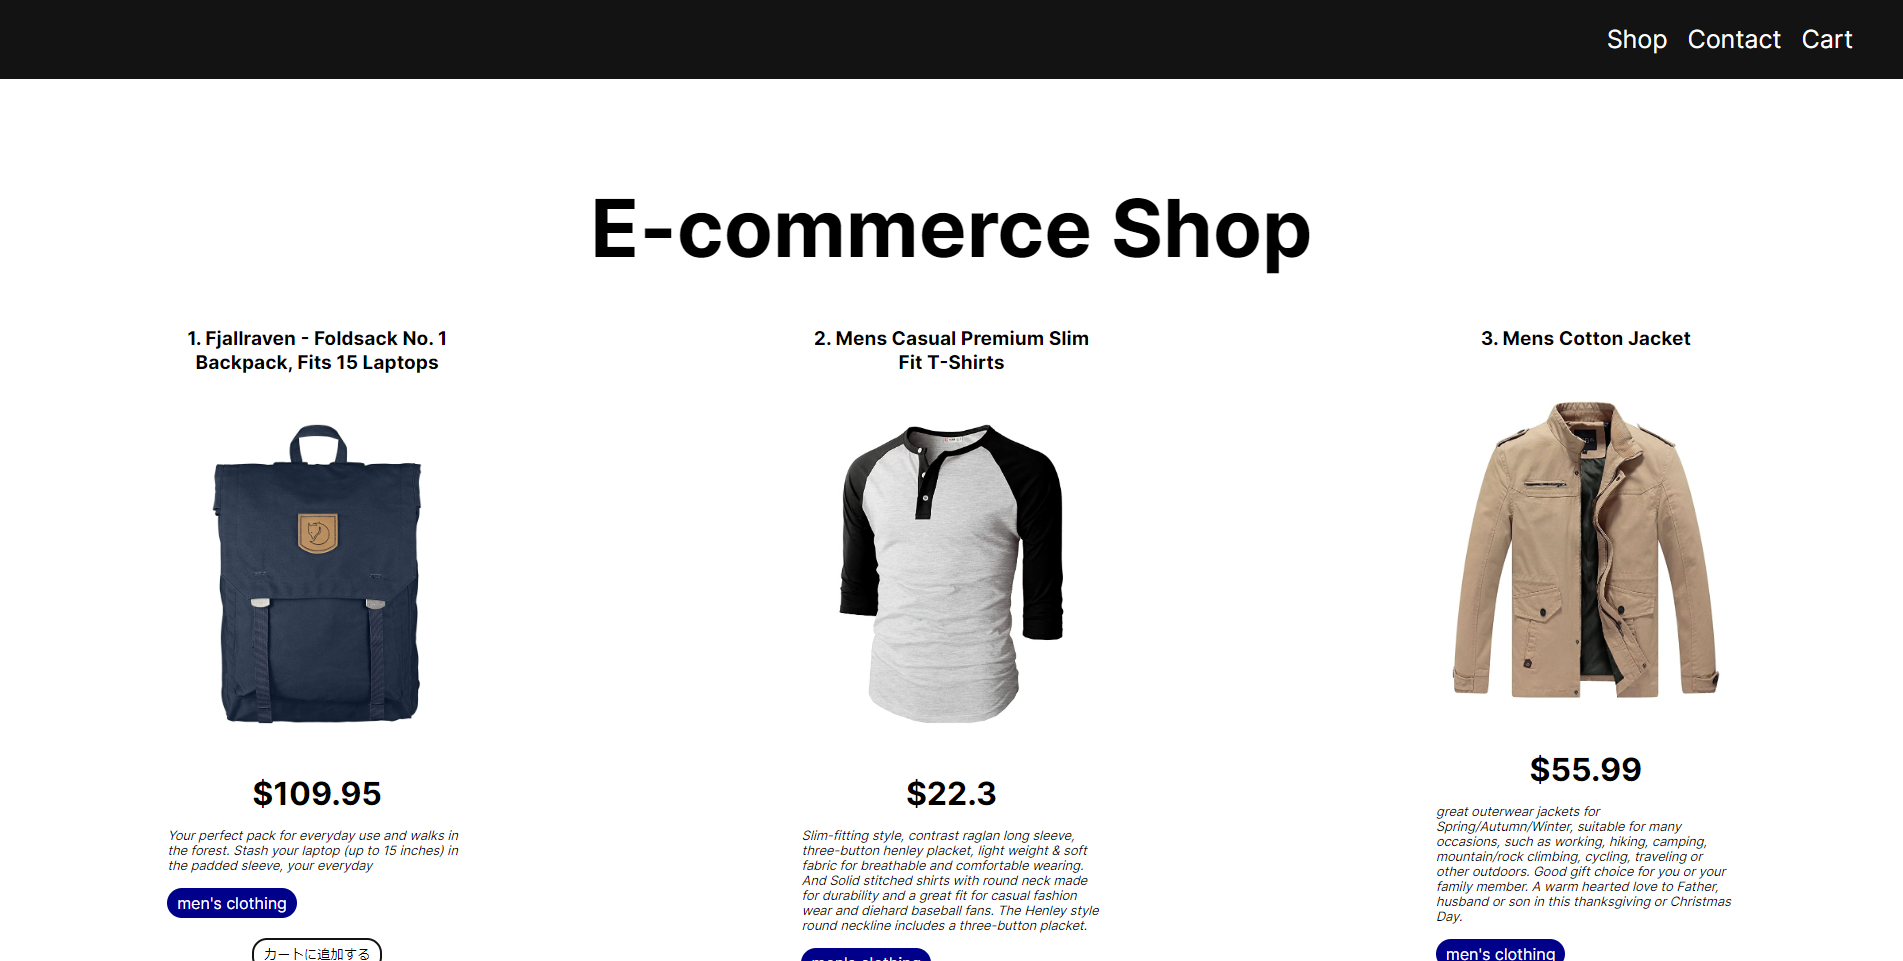 Shop Contact Cart
E-commerce Shop
1. Fjallraven - Foldsack No. 1
Backpack, Fits 15 Laptops
$109.95
Your perfect pack for everyday use and walks in
the forest. Stash your laptop (up to 15 inches) in
the padded sleeve, your everyday
men's clothing
カートに追加する
2. Mens Casual Premium Slim
Fit T-Shirts
$22.3
Slim-fitting style, contrast raglan long sleeve,
three-button henley placket, light weight & soft
fabric for breathable and comfortable wearing.
And Solid stitched shirts with round neck made
for durability and a great fit for casual fashion
wear and diehard baseball fans. The Henley style
round neckline includes a three-button placket.
men's clothing
3. Mens Cotton Jacket
$55.99
great outerwear jackets for
Spring/Autumn/Winter, suitable for many
occasions, such as working, hiking, camping,
mountain/rock climbing, cycling, traveling or
other outdoors. Good gift choice for you or your
family member. A warm hearted love to Father,
husband or son in this thanksgiving or Christmas
Day.
men's clothing